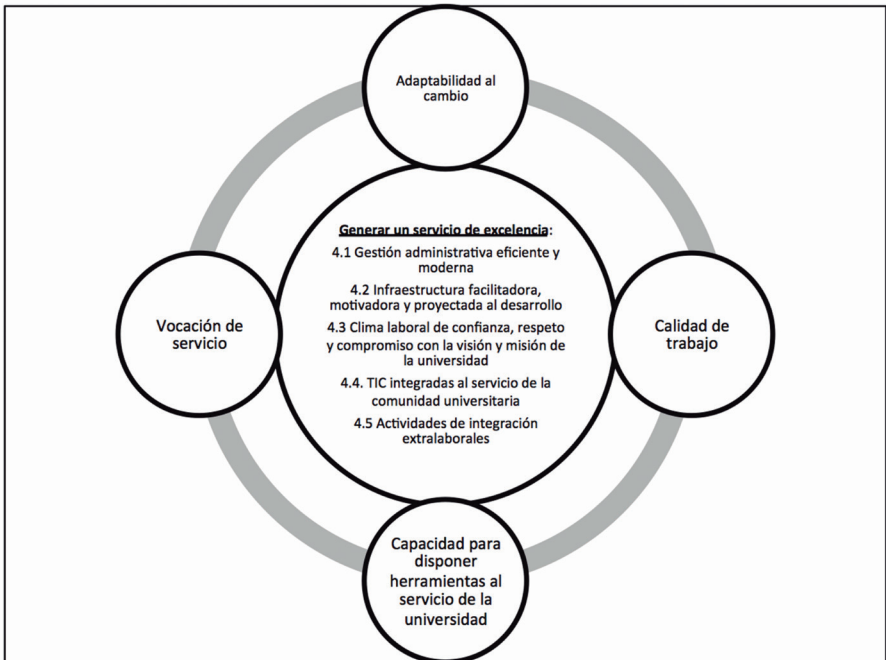 Adaptabilidad al
cambio
Generar un servicio de excelencia:
4.1 Gestión administrativa eficiente y
moderna
4.2 Infraestructura facilitadora,
motivadora y proyectada al desarrollo
4.3 Clima laboral de confianza, respeto
y compromiso con la visión y misión de
la universidad
4.4. TIC integradas al servicio de la
comunidad universitaria
4.5 Actividades de integración
extralaborales
Vocación de
servicio
Calidad de
trabajo
Capacidad para
disponer
herramientas al
servicio de la
universidad